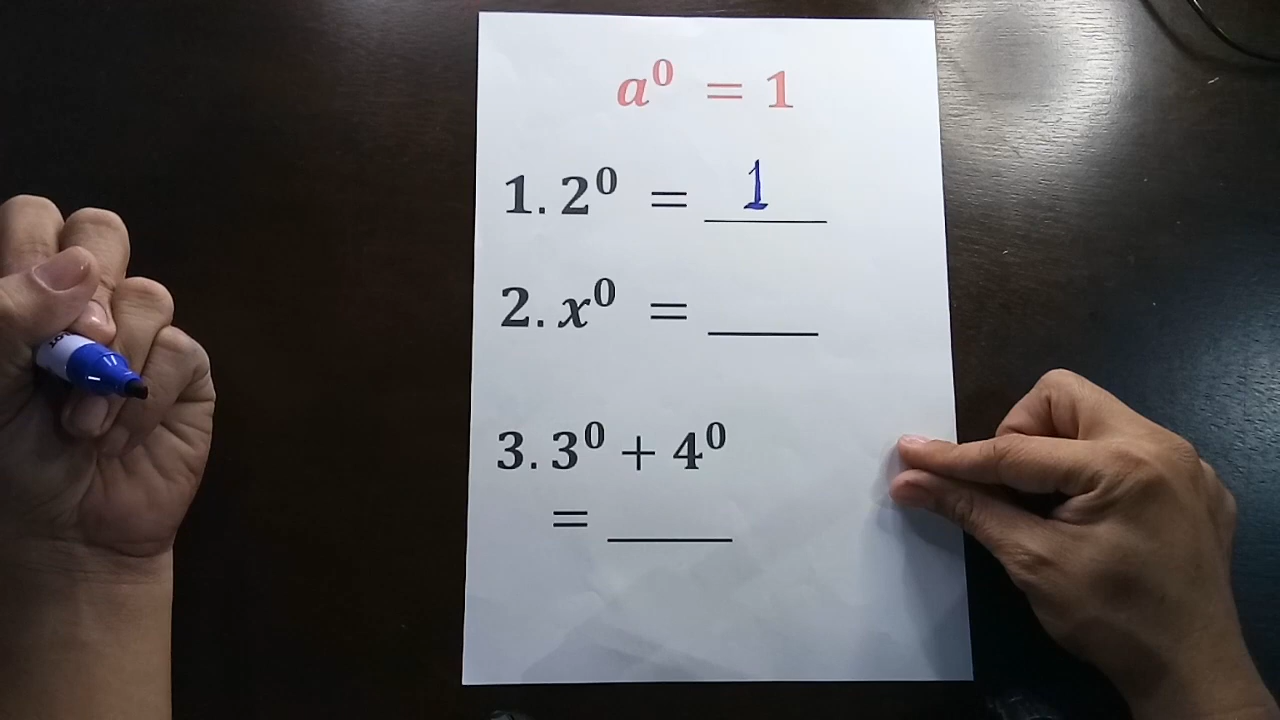 a⁰ = 1
1. 2⁰ = 1
2. x⁰ = ____
3. 3⁰ + 4⁰
= ____